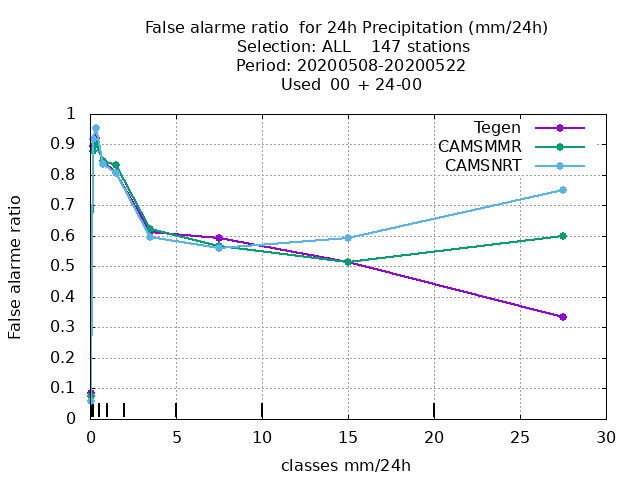 False alarme ratio  for 24h Precipitation (mm/24h)
Selection: ALL    147 stations
Period: 20200508-20200522
Used  00 + 24-00
Tegen
CAMSMMR
CAMSNRT
False alarme ratio
1
0.9
0.8
0.7
0.6
0.5
0.4
0.3
0.2
0.1
0
0 5 10 15 20 25 30
classes mm/24h